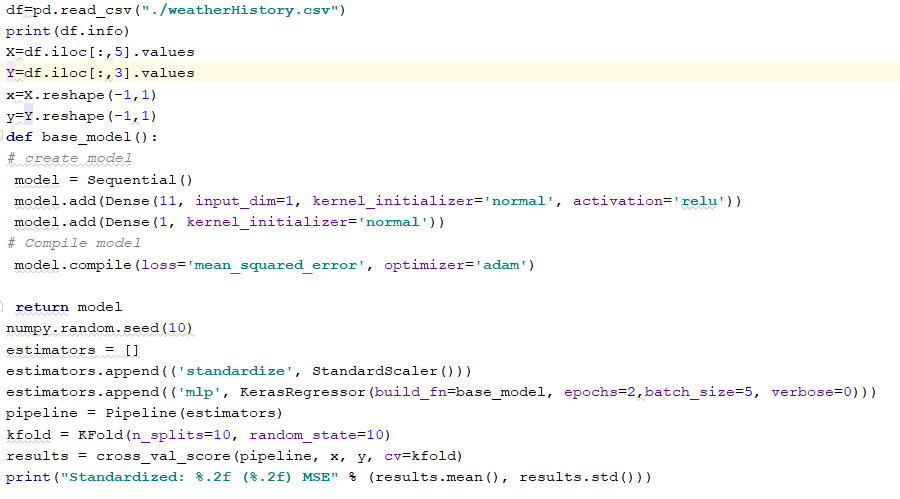 df=pd.read_csv("./weatherHistory.csv")
print(df.info)
X=df.iloc[:,5].values
Y=df.iloc[:,3].values
x=X.reshape(-1,1)
y=Y.reshape(-1,1)
def base_model():
# create model
 model = Sequential()
 model.add(Dense(11, input_dim=1, kernel_initializer='normal', activation='relu'))
 model.add(Dense(1, kernel_initializer='normal'))
# Compile model
 model.compile(loss='mean_squared_error', optimizer='adam')
 return model
numpy.random.seed(10)
estimators = []
estimators.append(('standardize', StandardScaler()))
estimators.append(('mlp', KerasRegressor(build_fn=base_model, epochs=2,batch_size=5, verbose=0)))
pipeline = Pipeline(estimators)
kfold = KFold(n_splits=10, random_state=10)
results = cross_val_score(pipeline, x, y, cv=kfold)
print("Standardized: %.2f (%.2f) MSE" % (results.mean(), results.std()))